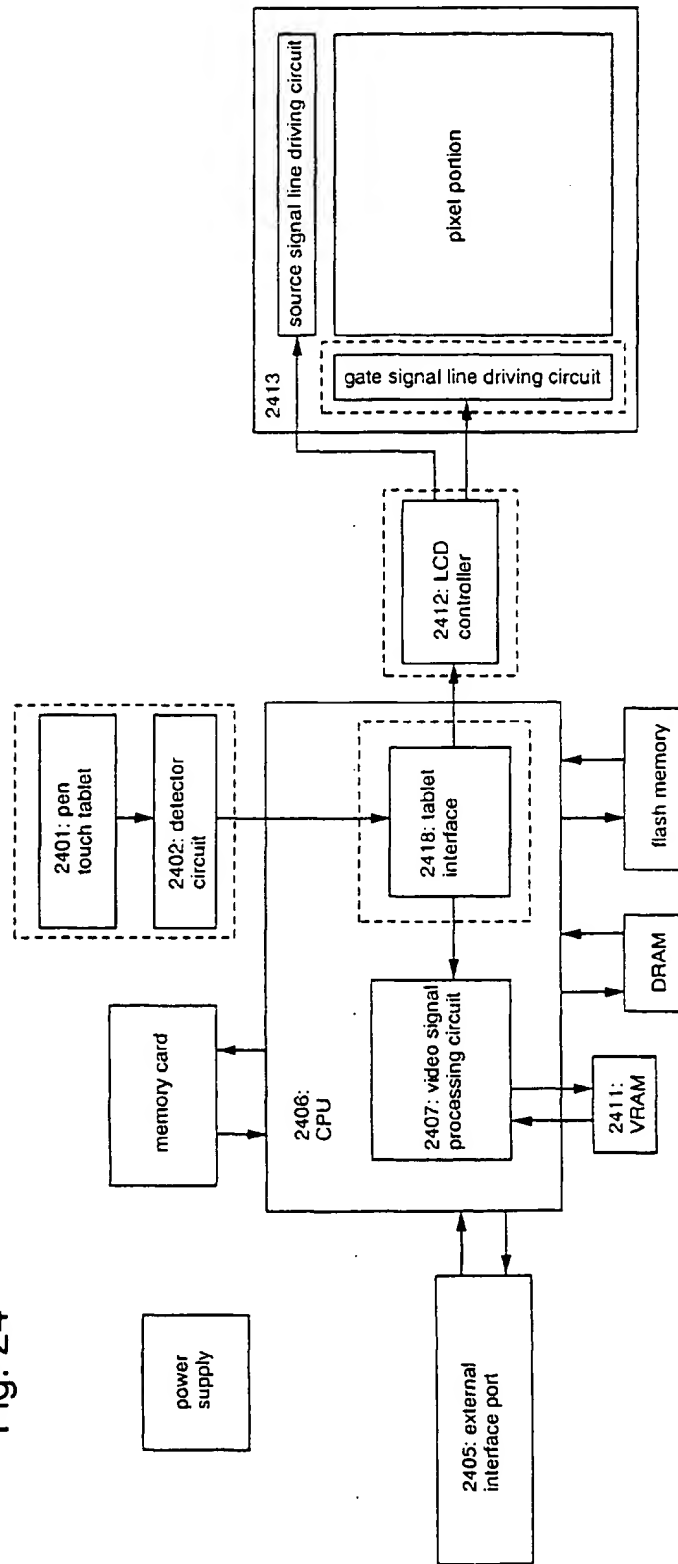 Fig. 24
power
supply
2405: external
interface port
memory card
2406:
CPU
2407: video signal
processing circuit
2411:
VRAM
DRAM
flash memory
2401: pen
touch tablet
2402: detector
circuit
2418: tablet
interface
2412: LCD
controller
2413
source signal line driving circuit
gate signal line driving circuit
pixel portion